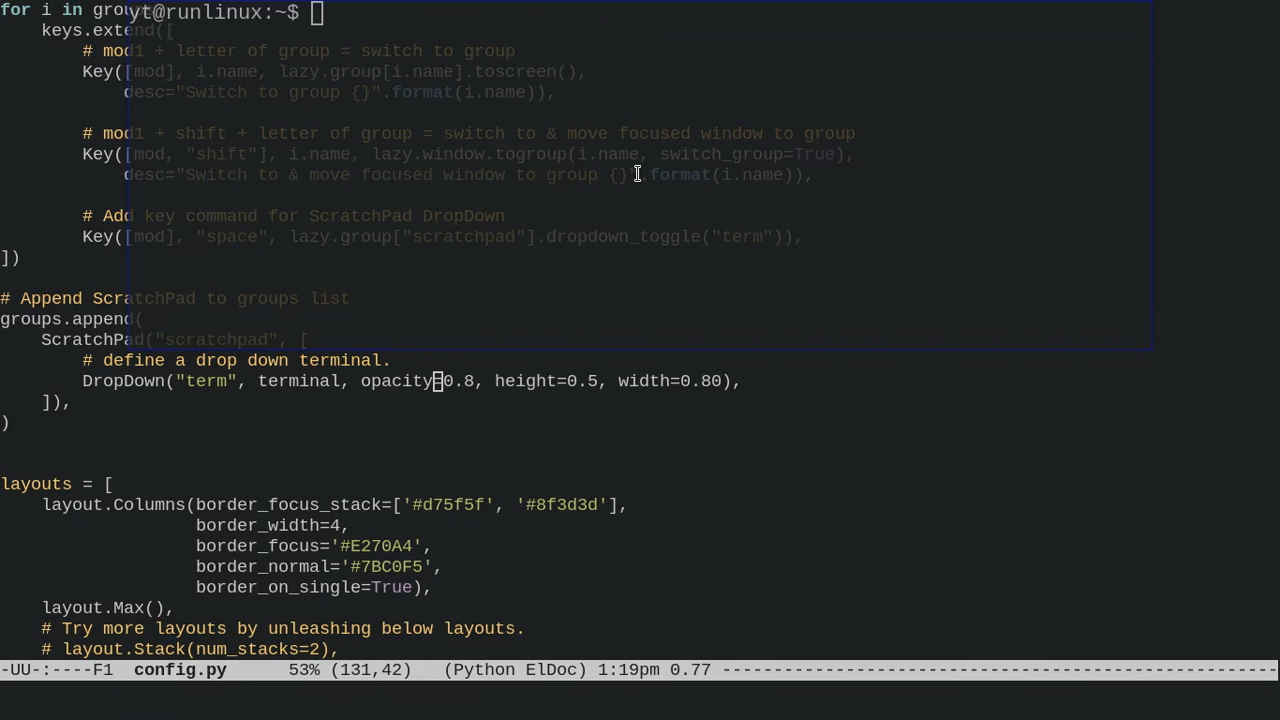 yt@runlinux:~$
for i in groups:
    keys.extend([
        # mod1 + letter of group = switch to group
        Key([mod], i.name, lazy.group[i.name].toscreen(),
            desc="Switch to group {}".format(i.name)),
        # mod1 + shift + letter of group = switch to & move focused window to group
        Key([mod, "shift"], i.name, lazy.window.togroup(i.name, switch_group=True),
            desc="Switch to & move focused window to group {}".format(i.name)),
        # Add key command for ScratchPad DropDown
        Key([mod], "space", lazy.group["scratchpad"].dropdown_toggle("term")),
])
# Append ScratchPad to groups list
groups.append(
    ScratchPad("scratchpad", [
        # define a drop down terminal.
        DropDown("term", terminal, opacity=0.8, height=0.5, width=0.80),
    ]),
)
layouts = [
    layout.Columns(border_focus_stack=['#d75f5f', '#8f3d3d'],
                   border_width=4,
                   border_focus='#E270A4',
                   border_normal='#7BC0F5',
                   border_on_single=True),
    layout.Max(),
    # Try more layouts by unleashing below layouts.
    # layout.Stack(num_stacks=2),
-UU-:----F1  config.py      53% (131,42)   (Python ElDoc) 1:19pm 0.77 ------------------------------------------------------